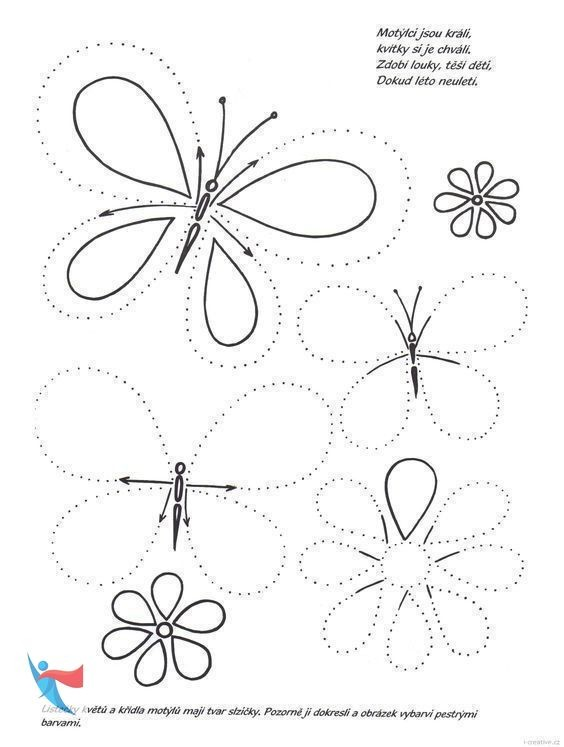 Motýlci jsou králi,
kvítky si je chválí.
Zdobí louky, těší děti,
Dokud léto neuletí.
Lístečky květů a křídla motýlů mají tvar slzičky. Pozorně ji dokresli a obrázek vybarvi pestrými
barvami.
i-creative.cz